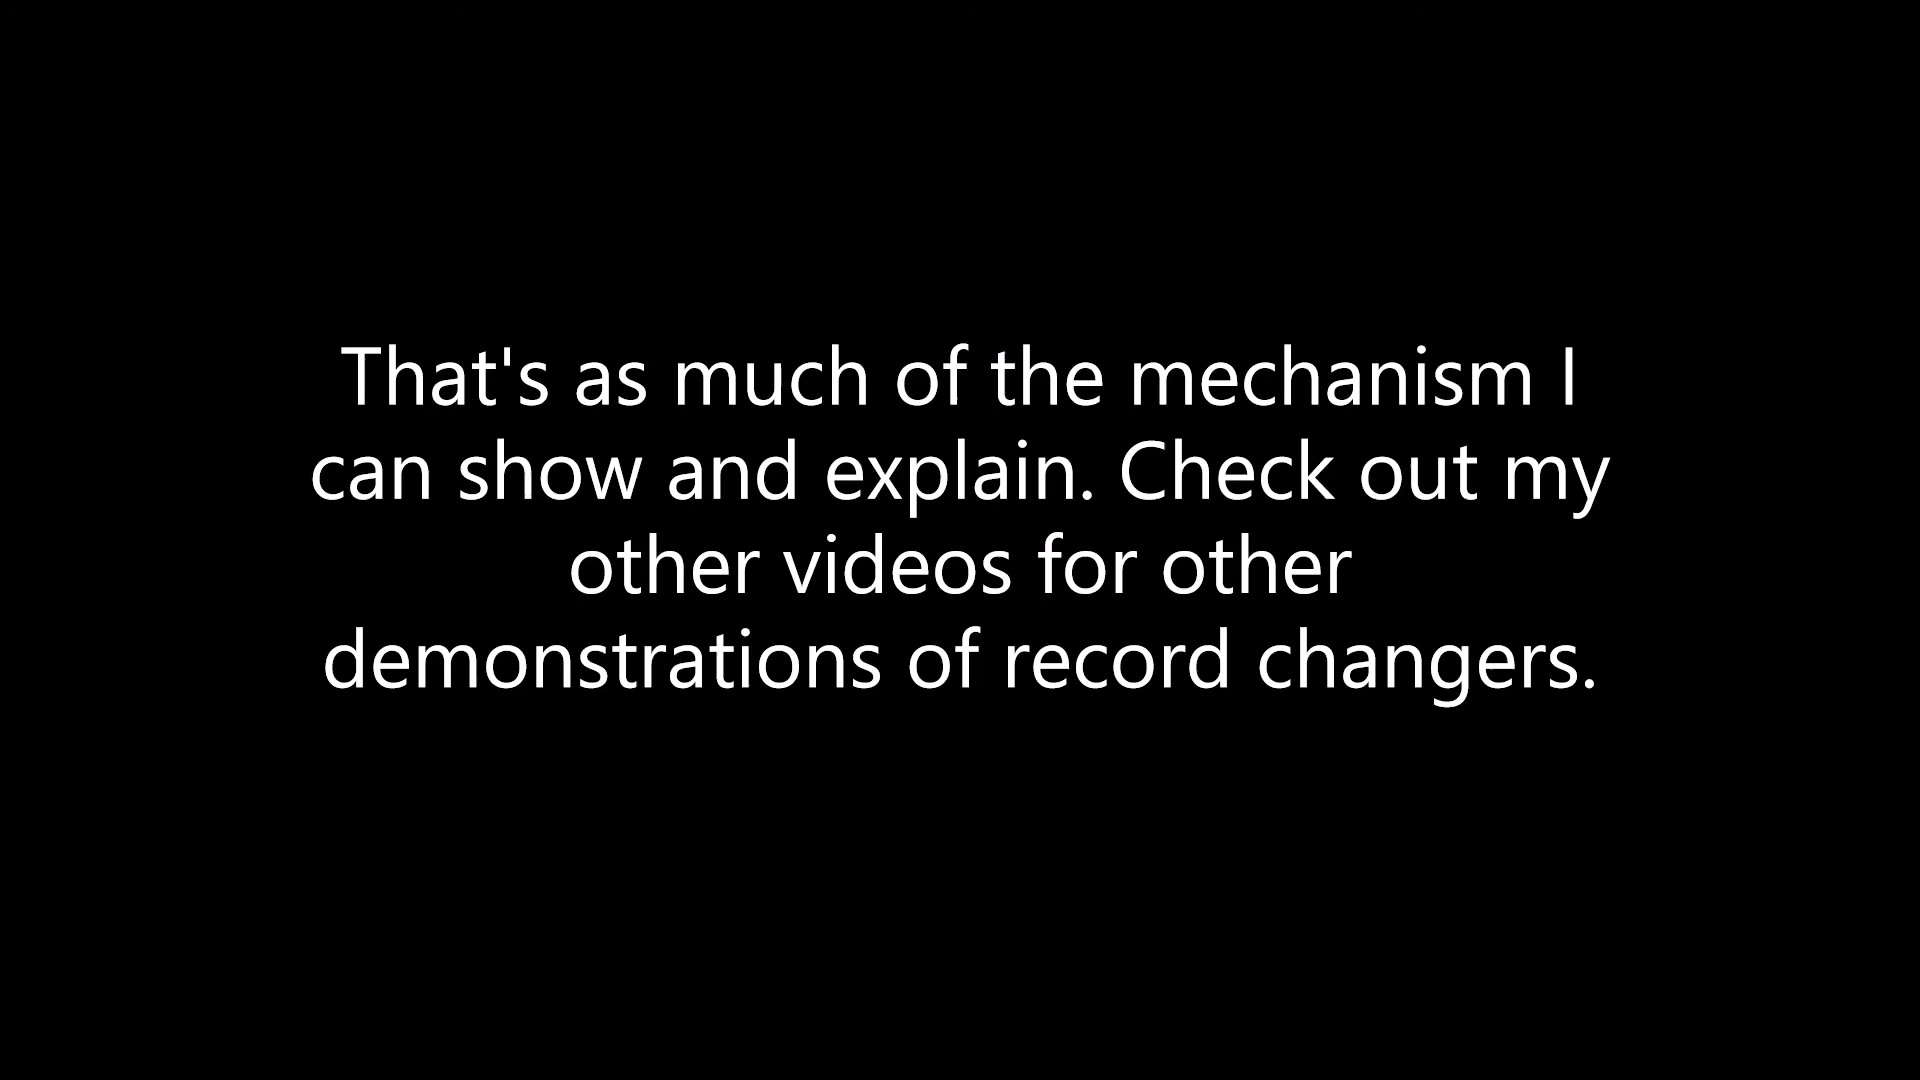 That's as much of the mechanism I
can show and explain. Check out my
other videos for other
demonstrations of record changers.